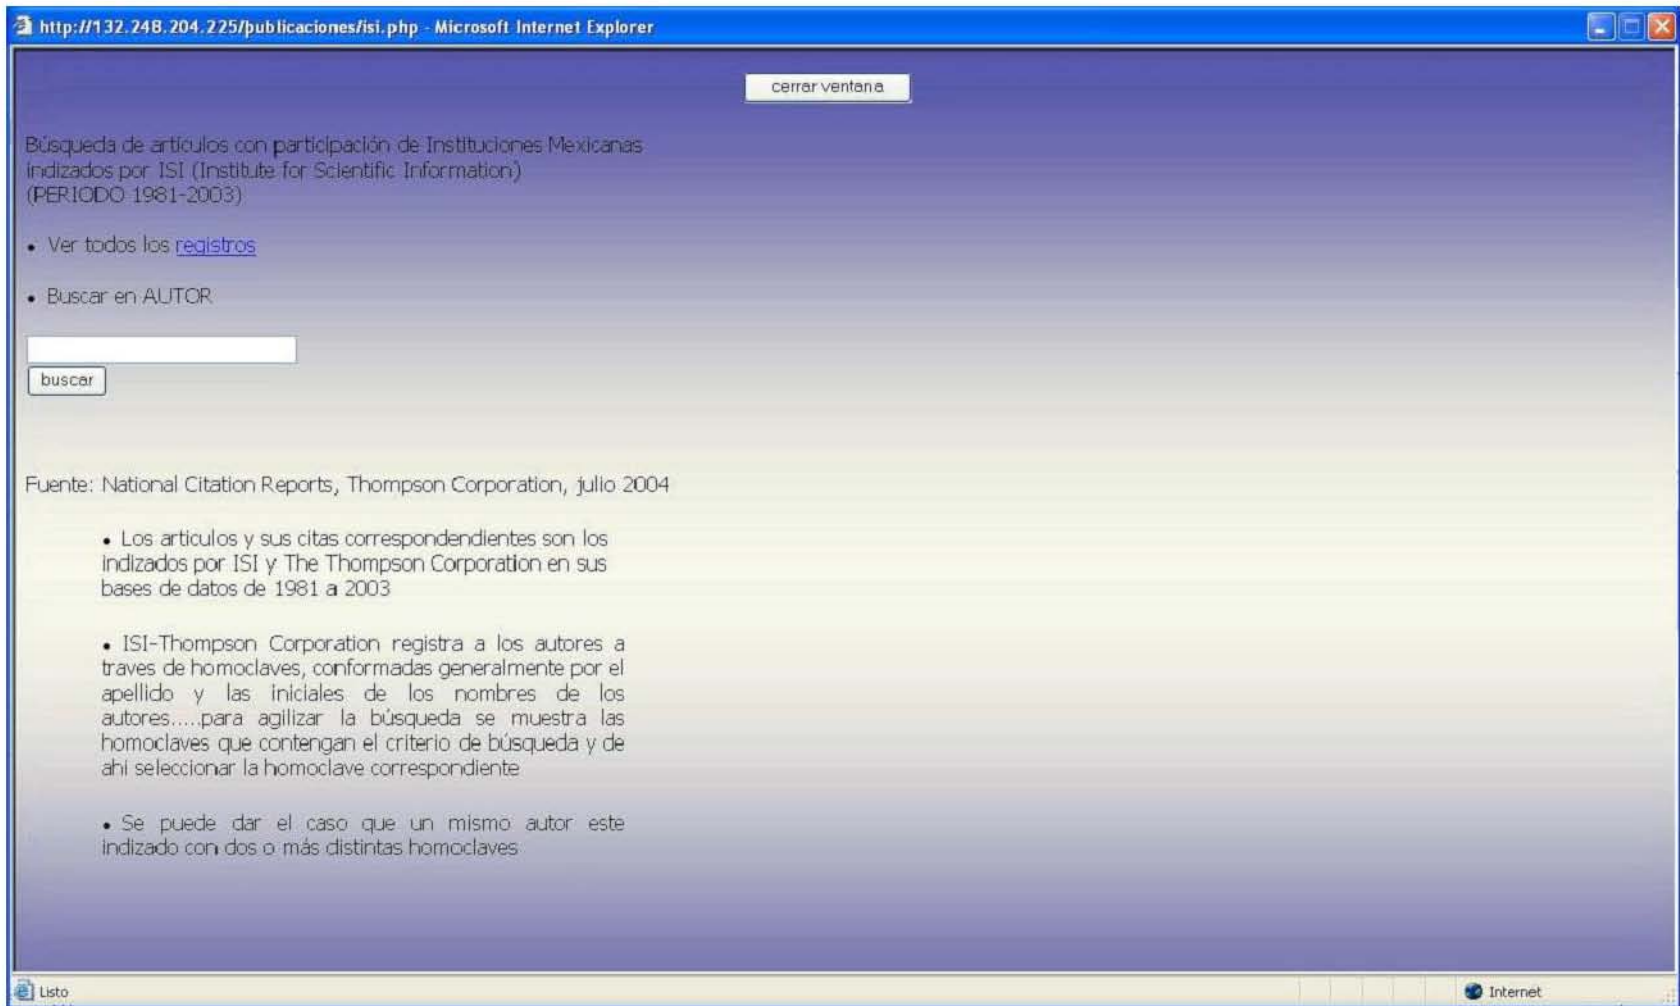 http://132.248.204.225/publicaciones/isi.php - Microsoft Internet Explorer
cerrar ventana
Búsqueda de artículos con participación de Instituciones Mexicanas
indizados por ISI (Institute for Scientific Information)
(PERIODO 1981-2003)
• Ver todos los registros
• Buscar en AUTOR
buscar
Fuente: National Citation Reports, Thompson Corporation, julio 2004
• Los articulos y sus citas correspondendientes son los
indizados por ISI y The Thompson Corporation en sus
bases de datos de 1981 a 2003
• ISI-Thompson Corporation registra a los autores a
traves de homoclaves, conformadas generalmente por el
apellido y las iniciales de los nombres de los
autores.....para agilizar la búsqueda se muestra las
homoclaves que contengan el criterio de búsqueda y de
ahi seleccionar la homoclave correspondiente
• Se puede dar el caso que un mismo autor este
indizado con dos o más distintas homoclaves
Listo
Internet